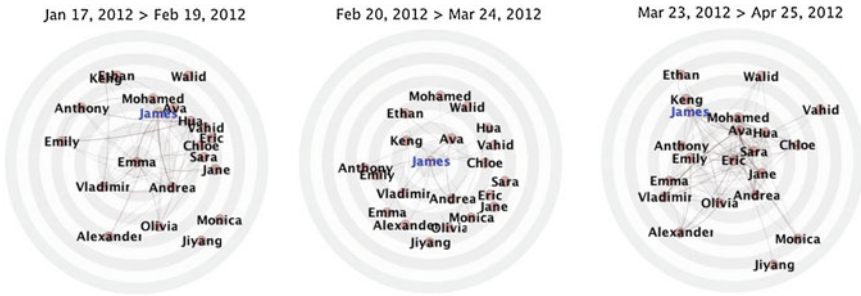 Jan 17, 2012 > Feb 19, 2012
Ethan
Keng
Walid
Mohamed
Anthony
Ava
James
Hua
Vahid
Emily
Eric
Chloe
Sara
Emma
Jane
Vladimir
Andrea
Monica
Olivia
Alexander
Jiyang
Feb 20, 2012 > Mar 24, 2012
Mohamed
Walid
Ethan
Hua
Keng
Ava
Vahid
James
Chloe
Anthony
Emily
Sara
Vladimir
Eric
Andrea
Jane
Emma
Monica
Alexander
Olivia
Jiyang
Mar 23, 2012 > Apr 25, 2012
Ethan
Walid
Keng
James
Vahid
Mohamed
Ava
Hua
Anthony
Chloe
Sara
Emily
Eric
Jane
Emma
Vladimir
Andrea
Olivia
Alexander
Monica
Jiyang